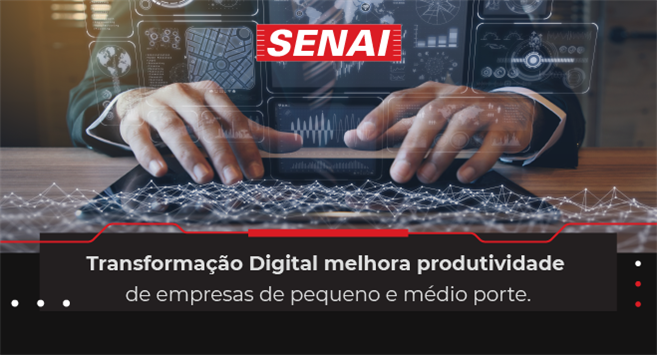 SENAI
Transformação Digital melhora produtividade
de empresas de pequeno e médio porte.